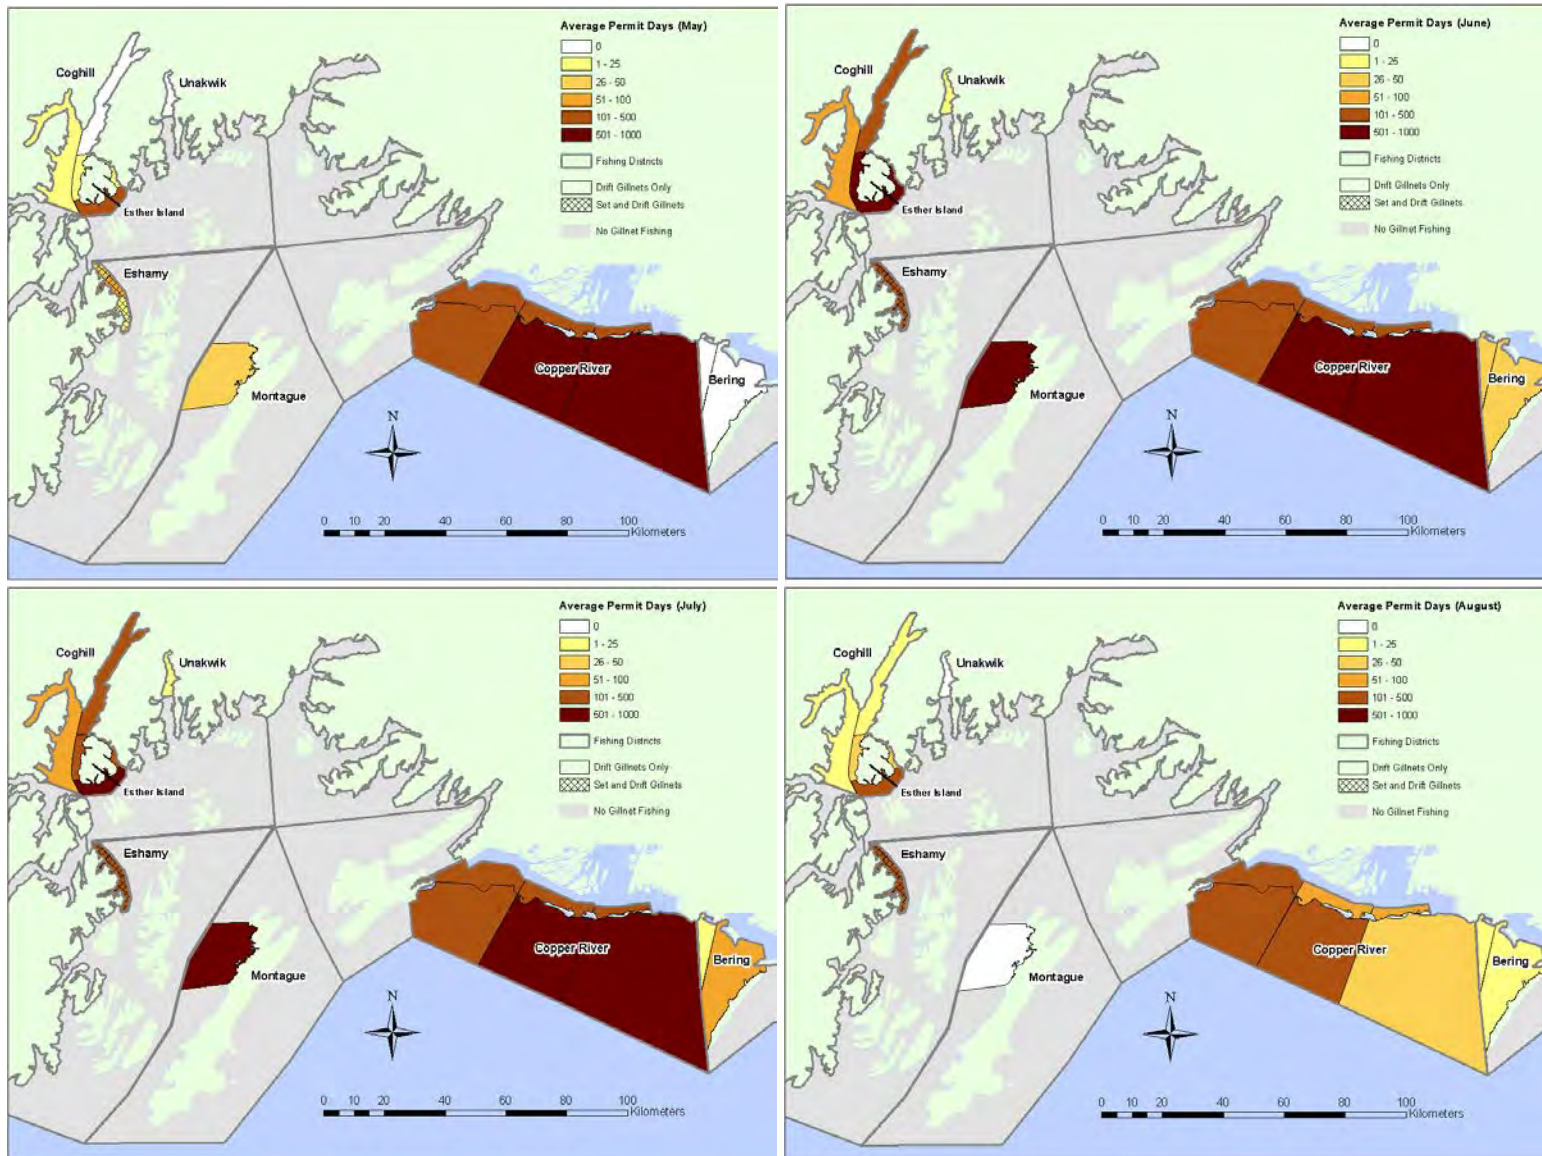 Average Permit Days (May)
0
1 - 25
26 - 50
51 - 100
101 - 500
501 - 1000
Fishing Districts
Drift Gillnets Only
Set and Drift Gillnets
No Gillnet Fishing
Coghill
Unakwik
Esther Island
Eshamy
Montague
Copper River
Bering
N
0 10 20 40 60 80 100
Kilometers
Average Permit Days (June)
0
1 - 25
26 - 50
51 - 100
101 - 500
501 - 1000
Fishing Districts
Drift Gillnets Only
Set and Drift Gillnets
No Gillnet Fishing
Coghill
Unakwik
Esther Island
Eshamy
Montague
Copper River
Bering
N
0 10 20 40 60 80 100
Kilometers
Average Permit Days (July)
0
1 - 25
26 - 50
51 - 100
101 - 500
501 - 1000
Fishing Districts
Drift Gillnets Only
Set and Drift Gillnets
No Gillnet Fishing
Coghill
Unakwik
Esther Island
Eshamy
Montague
Copper River
Bering
N
0 10 20 40 60 80 100
Kilometers
Average Permit Days (August)
0
1 - 25
26 - 50
51 - 100
101 - 500
501 - 1000
Fishing Districts
Drift Gillnets Only
Set and Drift Gillnets
No Gillnet Fishing
Coghill
Unakwik
Esther Island
Eshamy
Montague
Copper River
Bering
N
0 10 20 40 60 80 100
Kilometers